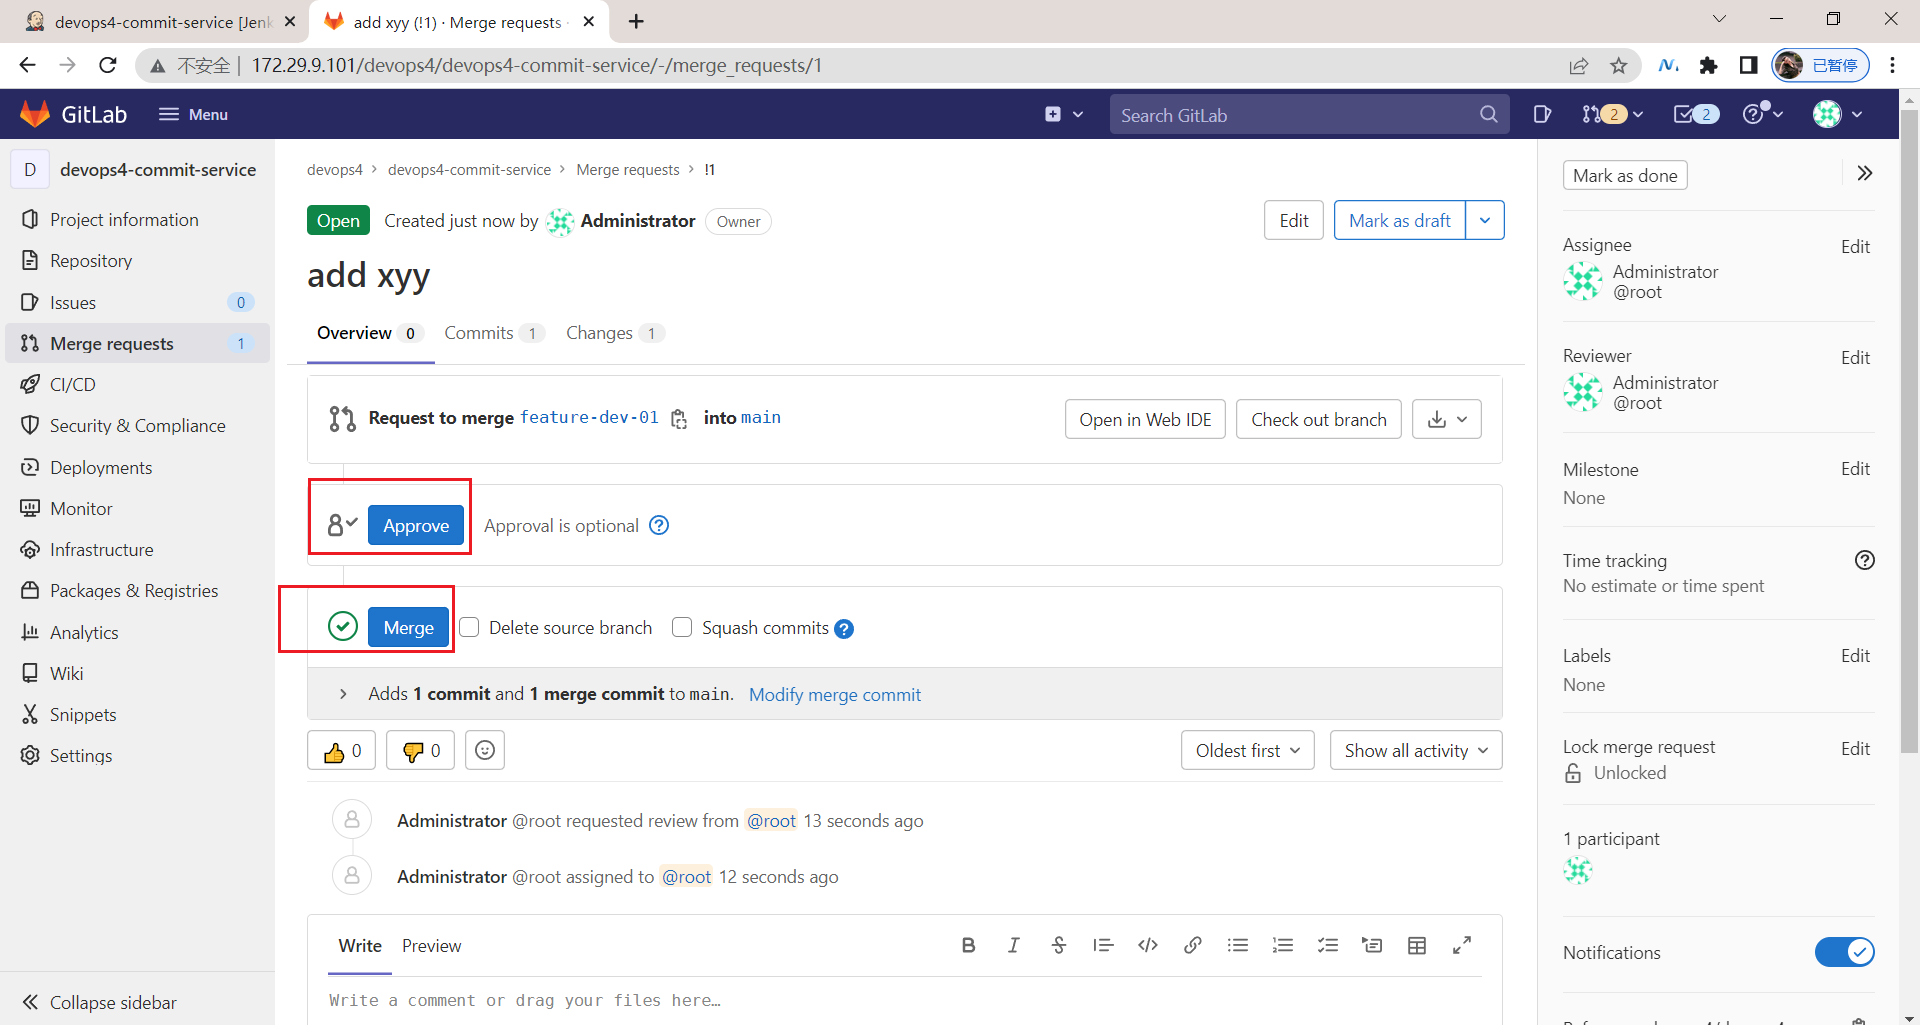 devops4-commit-service [Jenk
add xyy (!1) · Merge requests ·
不安全 | 172.29.9.101/devops4/devops4-commit-service/-/merge_requests/1
已暂停
GitLab Menu
Search GitLab
2
2
D devops4-commit-service
Project information
Repository
Issues 0
Merge requests 1
CI/CD
Security & Compliance
Deployments
Monitor
Infrastructure
Packages & Registries
Analytics
Wiki
Snippets
Settings
Collapse sidebar
devops4 › devops4-commit-service › Merge requests › !1
Open Created just now by Administrator Owner
Edit Mark as draft
add xyy
Overview 0 Commits 1 Changes 1
Request to merge feature-dev-01 into main
Open in Web IDE Check out branch
Approve Approval is optional
Merge Delete source branch Squash commits
Adds 1 commit and 1 merge commit to main. Modify merge commit
0 0
Oldest first Show all activity
Administrator @root requested review from @root 13 seconds ago
Administrator @root assigned to @root 12 seconds ago
Write Preview
Write a comment or drag your files here…
Mark as done
Assignee Edit
Administrator
@root
Reviewer Edit
Administrator
@root
Milestone Edit
None
Time tracking
No estimate or time spent
Labels Edit
None
Lock merge request Edit
Unlocked
1 participant
Notifications